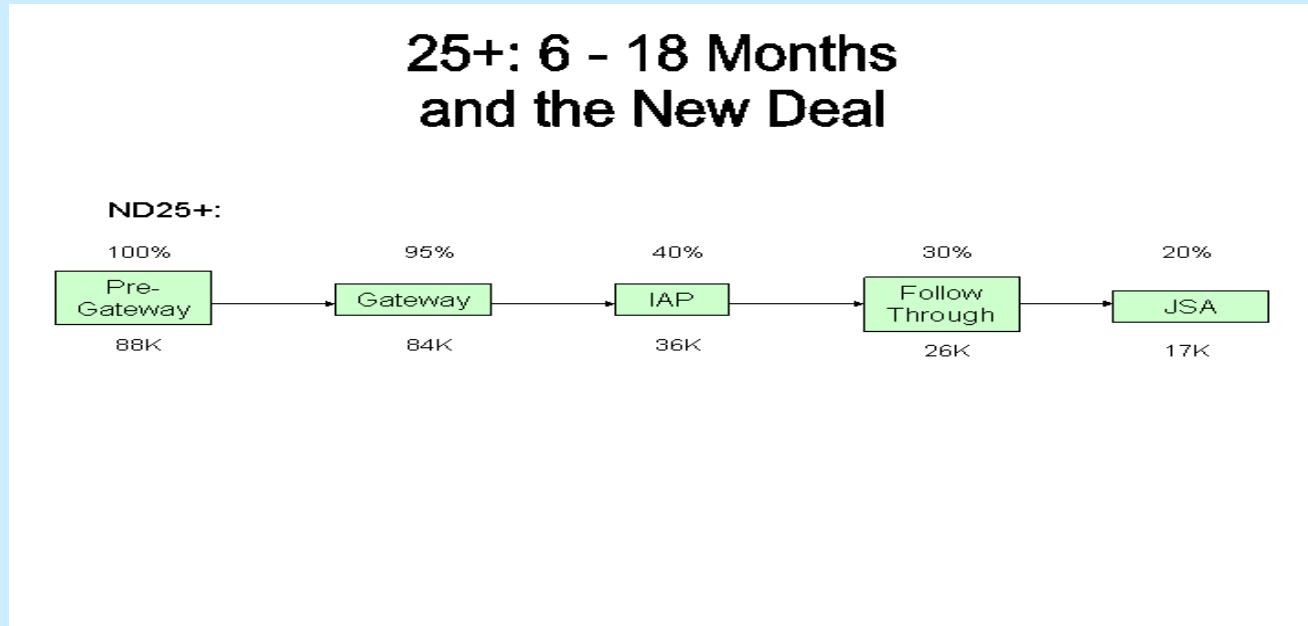 25+: 6 - 18 Months
and the New Deal
ND25+:
100%
95%
40%
30%
20%
Pre-
Gateway
Gateway
IAP
Follow
Through
JSA
88K
84K
36K
26K
17K